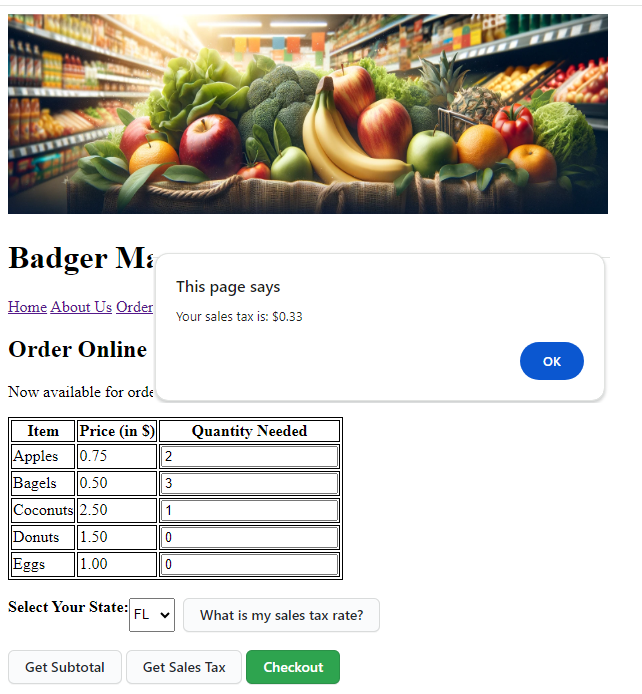 Badger Ma
This page says
Your sales tax is: $0.33
OK
Home About Us Order
Order Online
Now available for orde
Item Price (in $) Quantity Needed
Apples 0.75 2
Bagels 0.50 3
Coconuts 2.50 1
Donuts 1.50 0
Eggs 1.00 0
Select Your State: FL What is my sales tax rate?
Get Subtotal Get Sales Tax Checkout